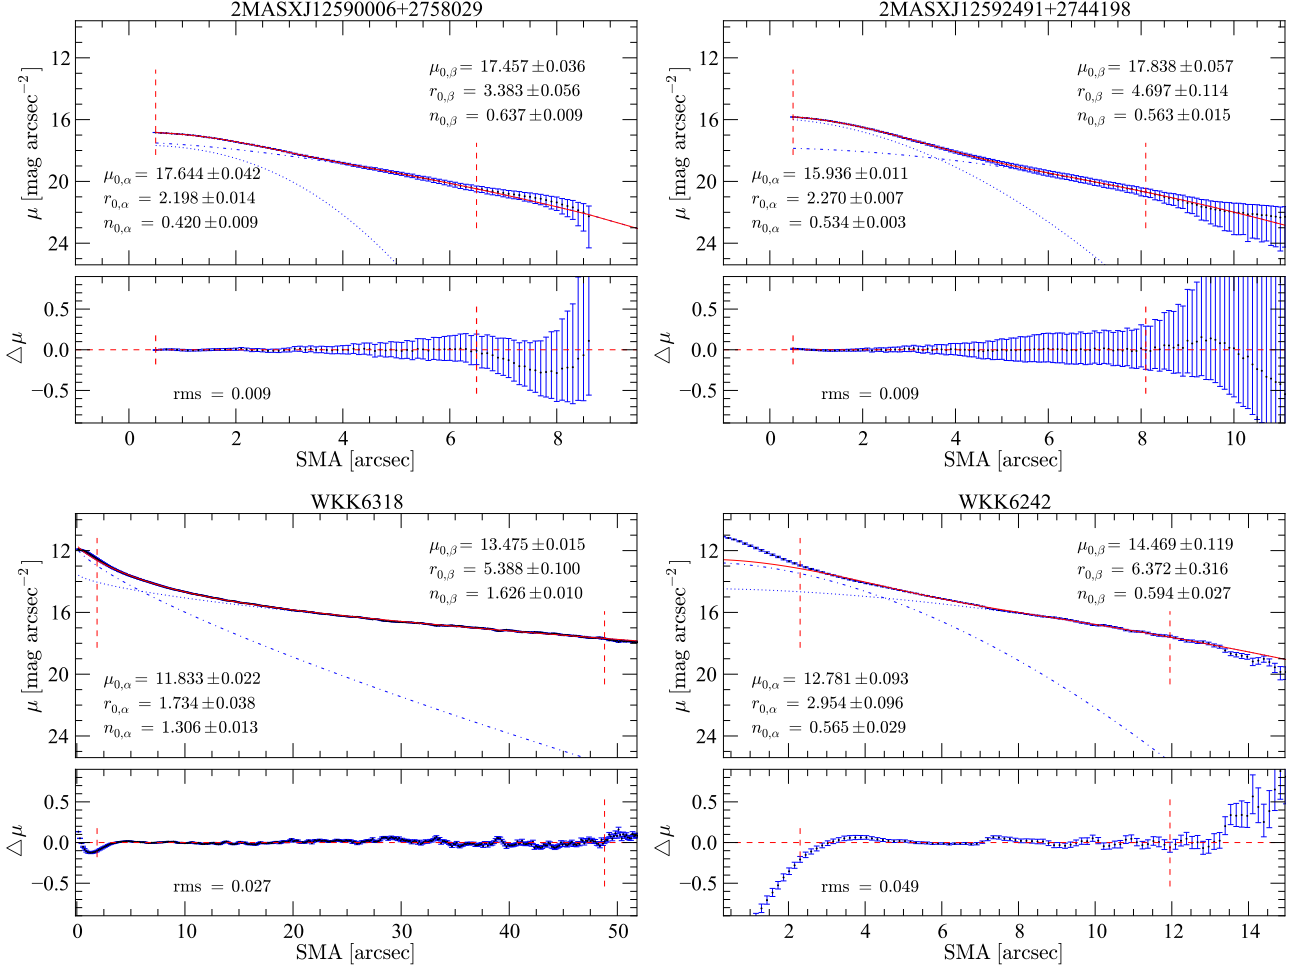 2MASXJ12590006+2758029
μ [mag arcsec⁻²]
12
16
20
24
μ0,β = 17.457 ±0.036
r0,β = 3.383 ±0.056
n0,β = 0.637 ±0.009
μ0,α = 17.644 ±0.042
r0,α = 2.198 ±0.014
n0,α = 0.420 ±0.009
△μ
0.5
0.0
−0.5
rms = 0.009
0 2 4 6 8
SMA [arcsec]
2MASXJ12592491+2744198
μ [mag arcsec⁻²]
12
16
20
24
μ0,β = 17.838 ±0.057
r0,β = 4.697 ±0.114
n0,β = 0.563 ±0.015
μ0,α = 15.936 ±0.011
r0,α = 2.270 ±0.007
n0,α = 0.534 ±0.003
△μ
0.5
0.0
−0.5
rms = 0.009
0 2 4 6 8 10
SMA [arcsec]
WKK6318
μ [mag arcsec⁻²]
12
16
20
24
μ0,β = 13.475 ±0.015
r0,β = 5.388 ±0.100
n0,β = 1.626 ±0.010
μ0,α = 11.833 ±0.022
r0,α = 1.734 ±0.038
n0,α = 1.306 ±0.013
△μ
0.5
0.0
−0.5
rms = 0.027
0 10 20 30 40 50
SMA [arcsec]
WKK6242
μ [mag arcsec⁻²]
12
16
20
24
μ0,β = 14.469 ±0.119
r0,β = 6.372 ±0.316
n0,β = 0.594 ±0.027
μ0,α = 12.781 ±0.093
r0,α = 2.954 ±0.096
n0,α = 0.565 ±0.029
△μ
0.5
0.0
−0.5
rms = 0.049
2 4 6 8 10 12 14
SMA [arcsec]